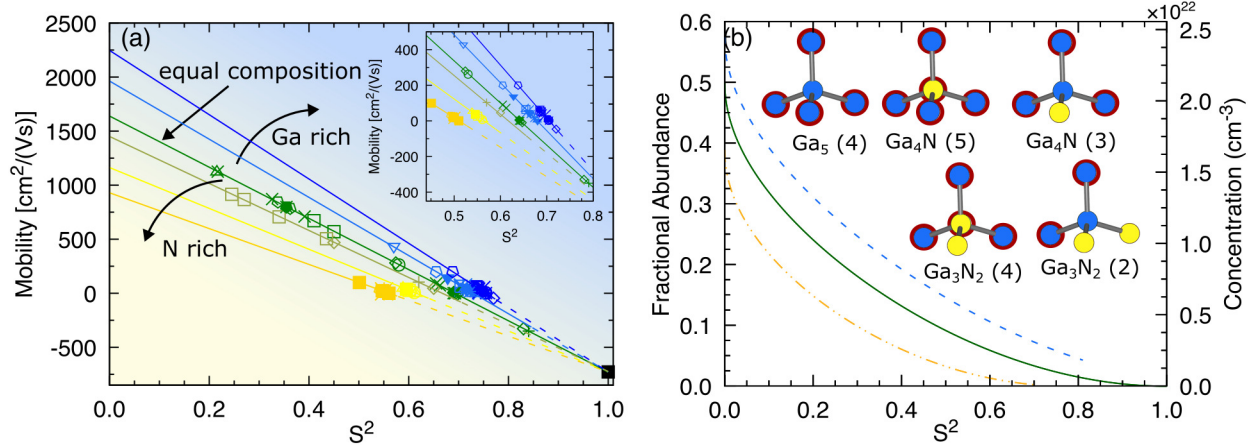 (a)
Mobility [cm²/(Vs)]
2500
2250
2000
1750
1500
1250
1000
750
500
250
0
-500
equal composition
Ga rich
N rich
0.0
0.2
0.4
0.6
0.8
1.0
S²
Mobility [cm²/(Vs)]
400
200
0
-200
-400
0.5
0.6
0.7
0.8
S²
(b)
Fractional Abundance
0.6
0.5
0.4
0.3
0.2
0.1
0.0
Ga₅ (4)
Ga₄N (5)
Ga₄N (3)
Ga₃N₂ (4)
Ga₃N₂ (2)
0.0
0.2
0.4
0.6
0.8
1.0
S²
×10²²
2.5
2.0
1.5
1.0
0.5
0.0
Concentration (cm⁻³)